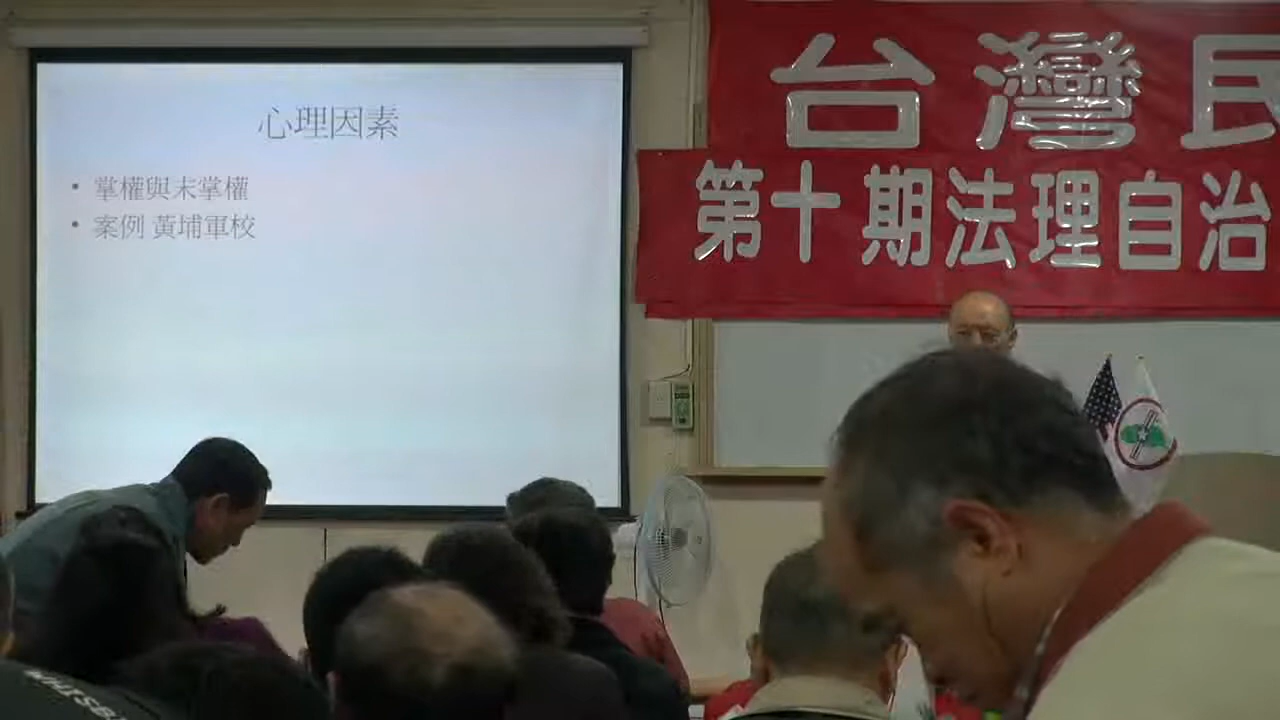 心理因素
• 掌權與未掌權
• 案例 黃埔軍校
台灣民
第十期法理自治